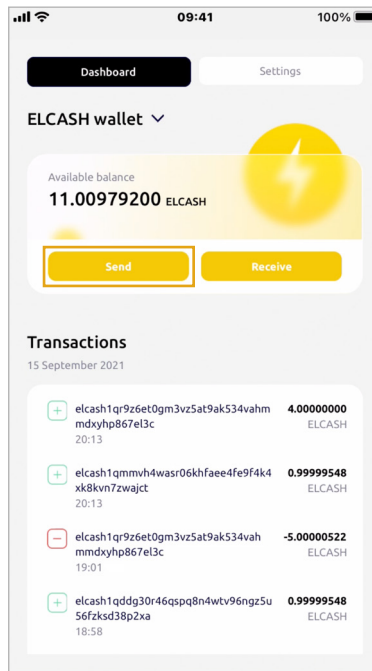 09:41
100%
Dashboard
Settings
ELCASH wallet
Available balance
11.00979200 ELCASH
Send
Receive
Transactions
15 September 2021
elcash1qr9z6et0gm3vz5at9ak534vahm
mdxyhp867el3c
20:13
4.00000000
ELCASH
elcash1qmmvh4wasr06khfaee4fe9f4k4
xk8kvn7zwajct
20:13
0.99999548
ELCASH
elcash1qr9z6et0gm3vz5at9ak534vah
mmdxyhp867el3c
19:01
-5.00000522
ELCASH
elcash1qddg30r46qspq8n4wtv96ngz5u
56fzksd38p2xa
18:58
0.99999548
ELCASH